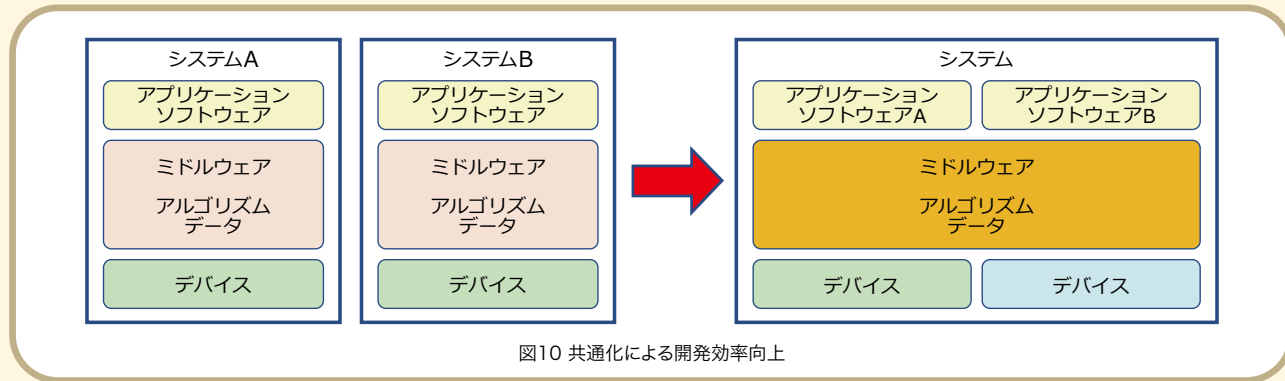 システムA
アプリケーション
ソフトウェア
ミドルウェア
アルゴリズム
データ
デバイス
システムB
アプリケーション
ソフトウェア
ミドルウェア
アルゴリズム
データ
デバイス
システム
アプリケーション
ソフトウェアA
アプリケーション
ソフトウェアB
ミドルウェア
アルゴリズム
データ
デバイス
デバイス
図10 共通化による開発効率向上